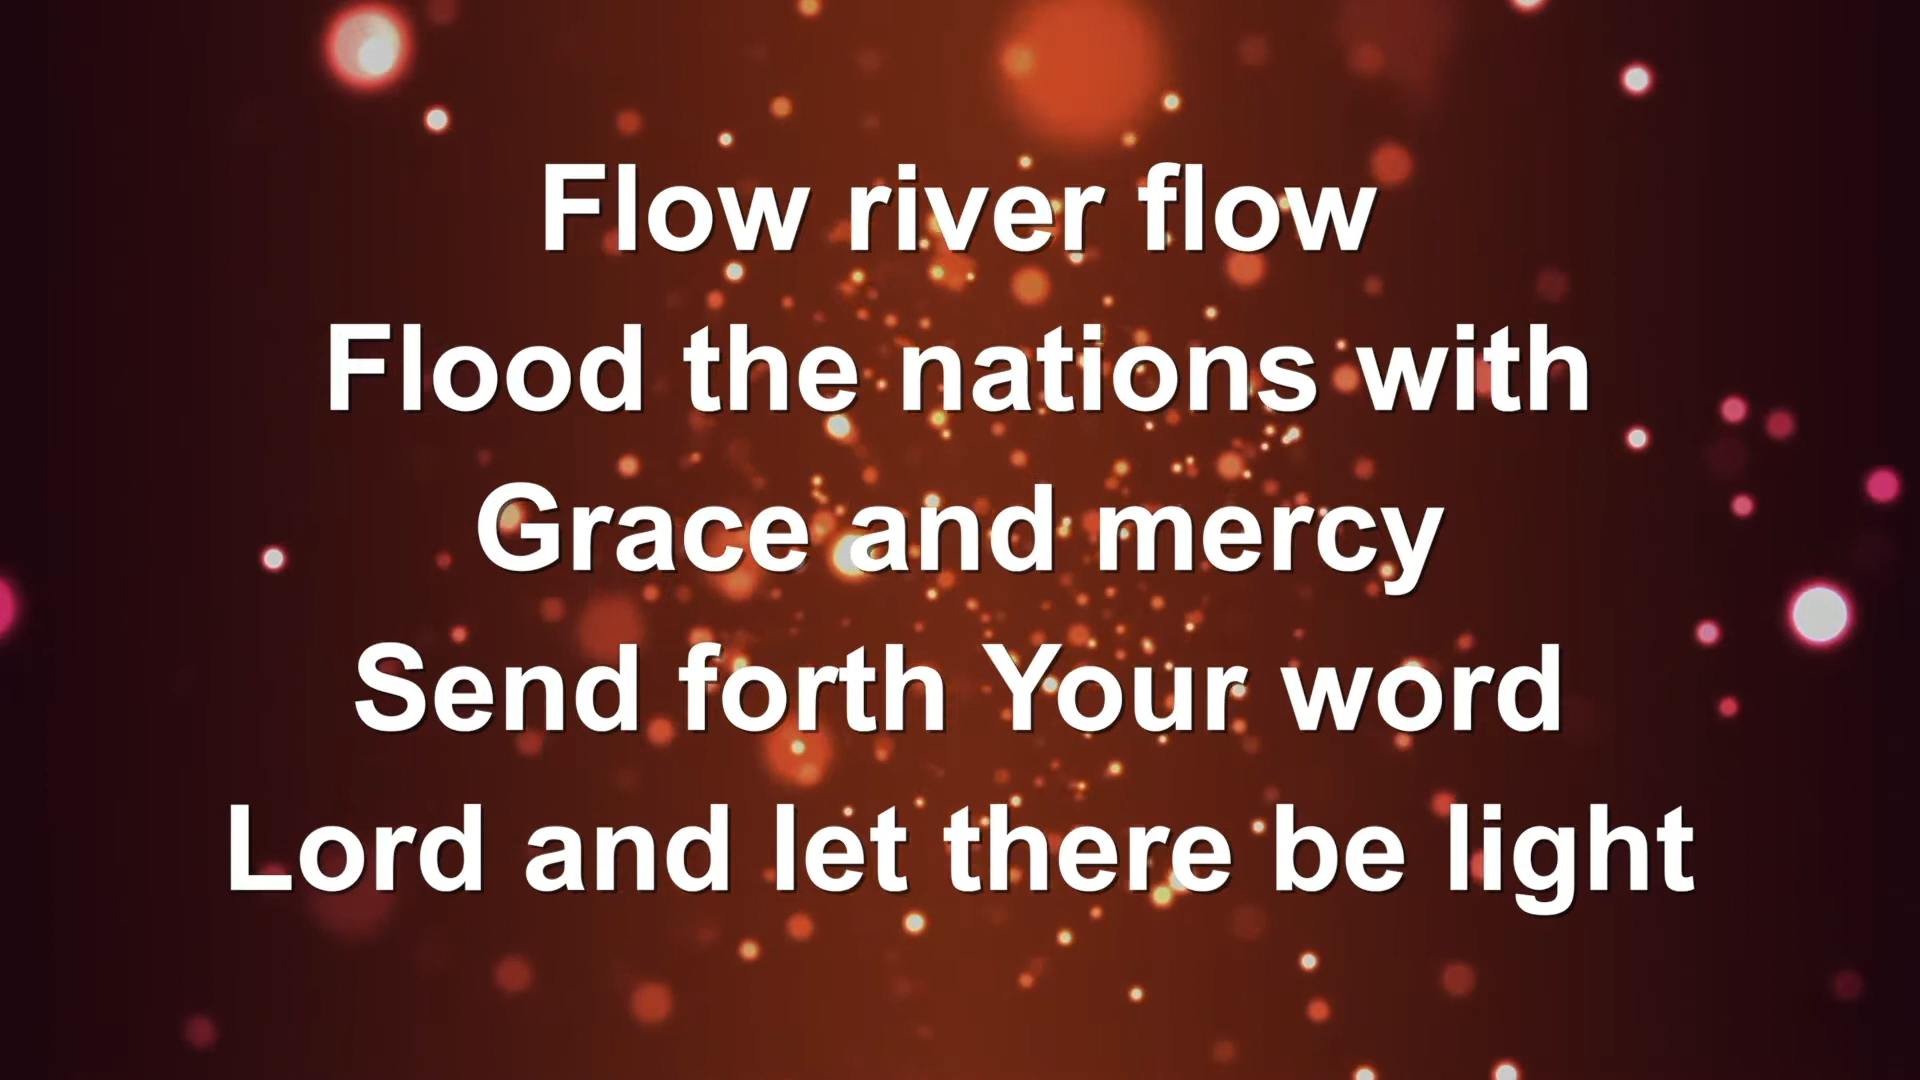 Flow river flow
Flood the nations with
Grace and mercy
Send forth Your word
Lord and let there be light